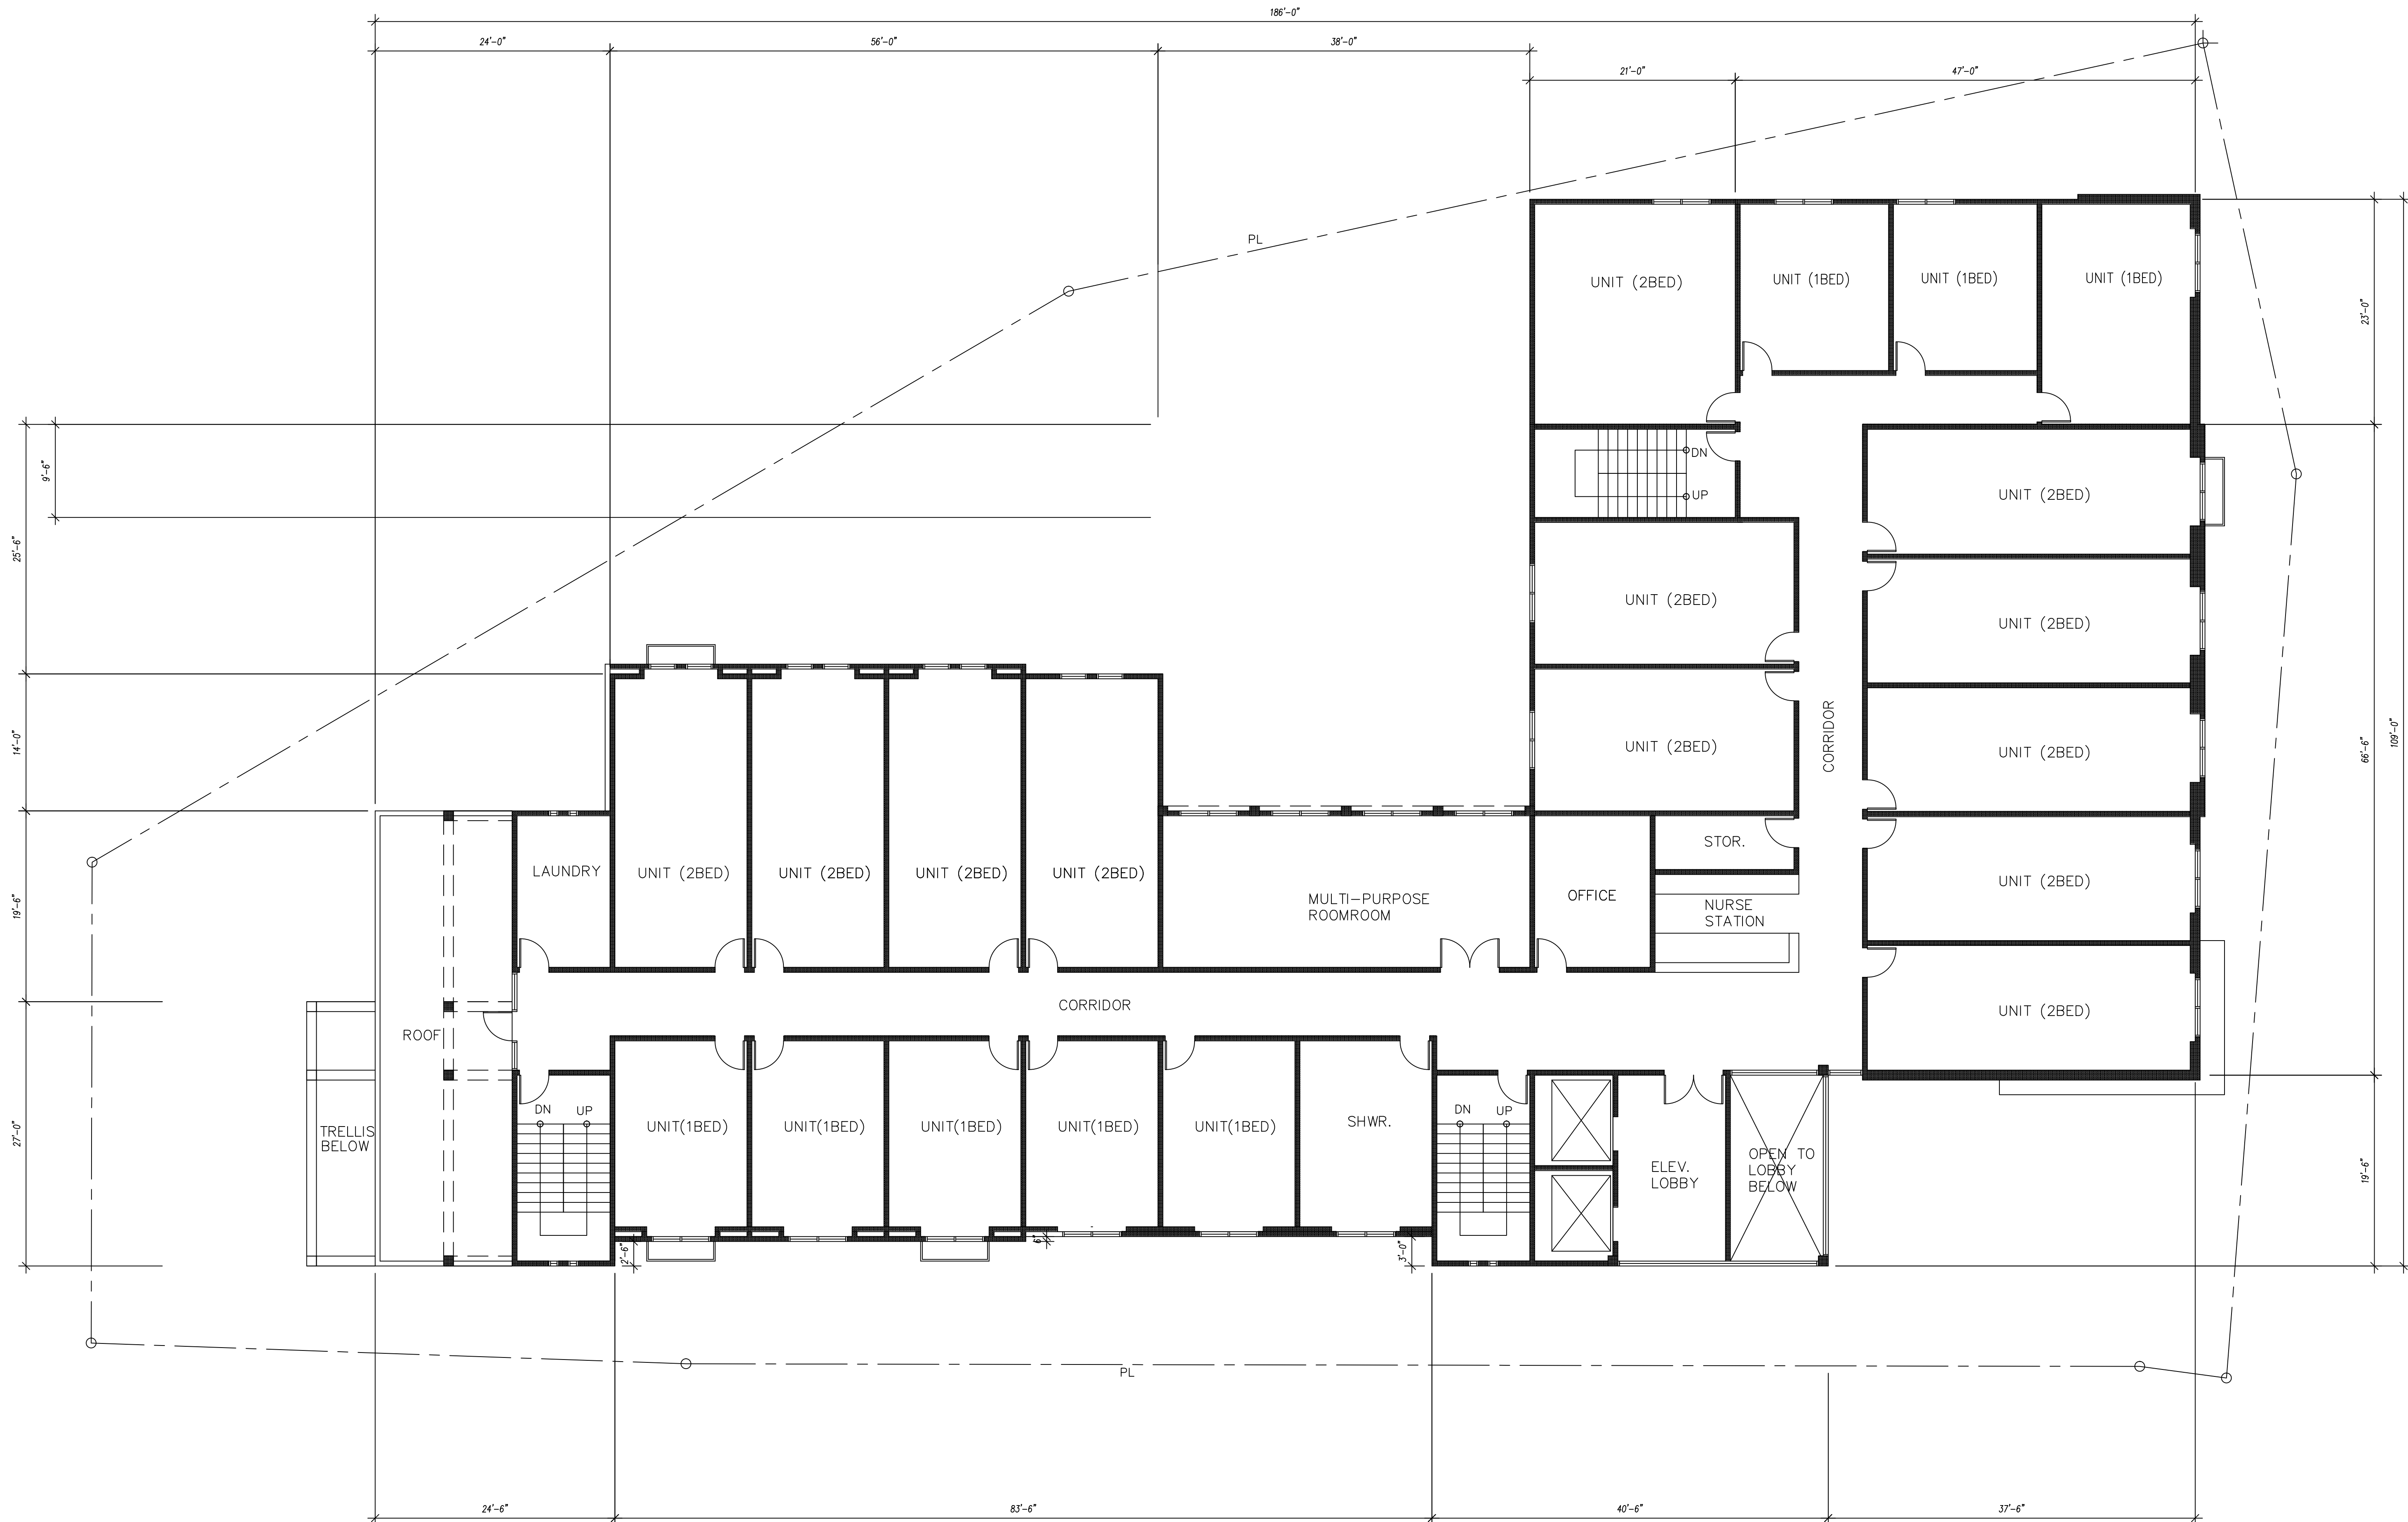 186'-0"
24'-0"
56'-0"
38'-0"
21'-0"
47'-0"
PL
UNIT (2BED)
UNIT (1BED)
UNIT (1BED)
UNIT (1BED)
23'-0"
9'-6"
DN
UP
UNIT (2BED)
25'-6"
UNIT (2BED)
UNIT (2BED)
CORRIDOR
UNIT (2BED)
UNIT (2BED)
14'-0"
66'-6"
109'-0"
LAUNDRY
UNIT (2BED)
UNIT (2BED)
UNIT (2BED)
UNIT (2BED)
MULTI-PURPOSE
ROOMROOM
OFFICE
STOR.
NURSE
STATION
UNIT (2BED)
19'-6"
CORRIDOR
ROOF
UNIT (2BED)
27'-0"
TRELLIS
BELOW
DN
UP
UNIT(1BED)
UNIT(1BED)
UNIT(1BED)
UNIT(1BED)
UNIT(1BED)
SHWR.
DN
UP
ELEV.
LOBBY
OPEN TO
LOBBY
BELOW
19'-6"
2'-6"
6"
3'-0"
PL
24'-6"
83'-6"
40'-6"
37'-6"